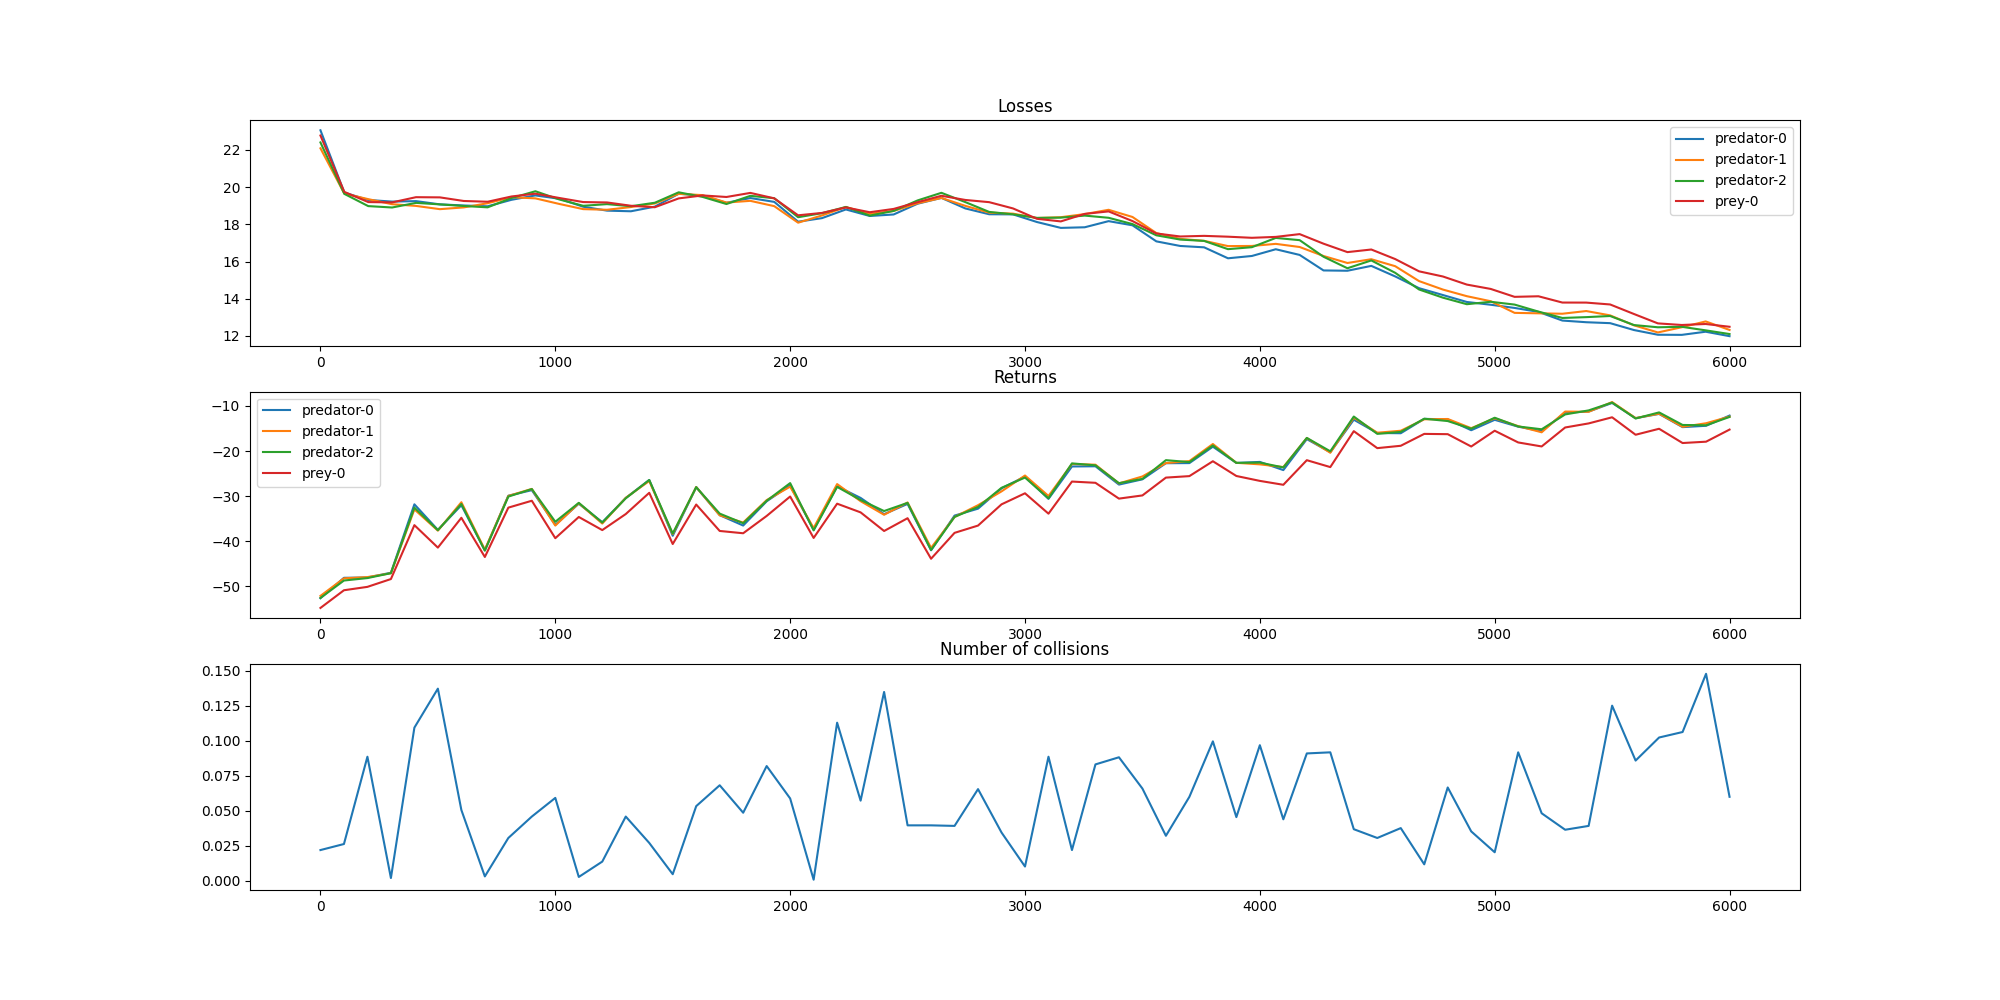 Losses
22
20
18
16
14
12
predator-0
predator-1
predator-2
prey-0
0 1000 2000 3000 4000 5000 6000
Returns
−10
−20
−30
−40
−50
predator-0
predator-1
predator-2
prey-0
0 1000 2000 3000 4000 5000 6000
Number of collisions
0.150
0.125
0.100
0.075
0.050
0.025
0.000
0 1000 2000 3000 4000 5000 6000